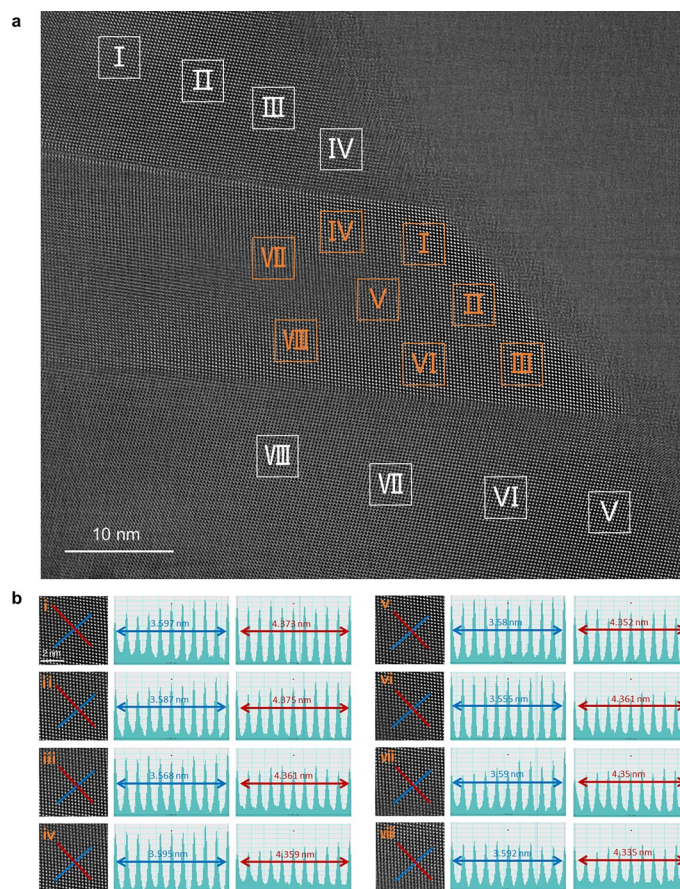 a
I
II
III
IV
IV
I
VII
V
II
VIII
VI
III
VIII
VII
VI
V
10 nm
b
i
3.597 nm
4.373 nm
v
3.58 nm
4.352 nm
2 nm
ii
3.587 nm
4.375 nm
vi
3.555 nm
4.361 nm
iii
3.568 nm
4.361 nm
vii
3.59 nm
4.35 nm
iv
3.595 nm
4.359 nm
viii
3.592 nm
4.335 nm